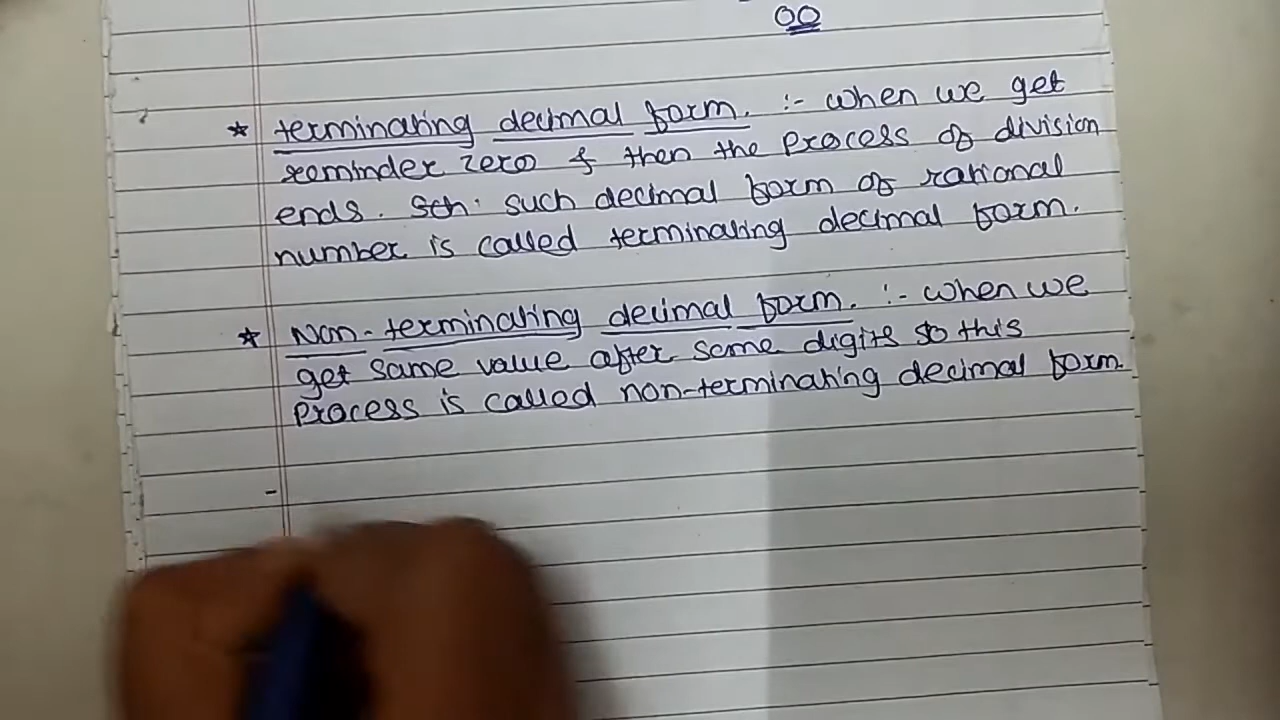 00
* terminating decimal form. :- when we get
reminder zero & then the process of division
ends. Sch. such decimal form of rational
number is called terminating decimal form.
* Non-terminating decimal form. :- when we
get same value after some digits so this
process is called non-terminating decimal form.
-